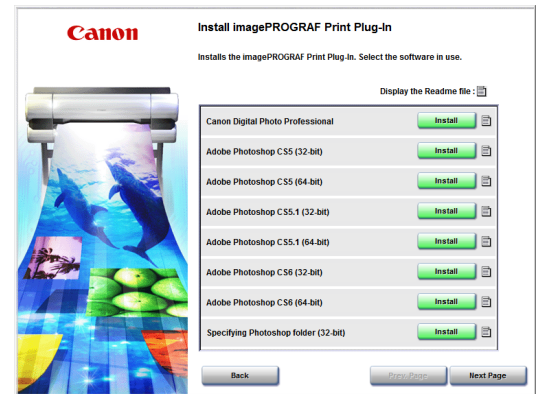 Canon
Install imagePROGRAF Print Plug-In
Installs the imagePROGRAF Print Plug-In. Select the software in use.
Display the Readme file :
Canon Digital Photo Professional Install
Adobe Photoshop CS5 (32-bit) Install
Adobe Photoshop CS5 (64-bit) Install
Adobe Photoshop CS5.1 (32-bit) Install
Adobe Photoshop CS5.1 (64-bit) Install
Adobe Photoshop CS6 (32-bit) Install
Adobe Photoshop CS6 (64-bit) Install
Specifying Photoshop folder (32-bit) Install
Back Prev Page Next Page